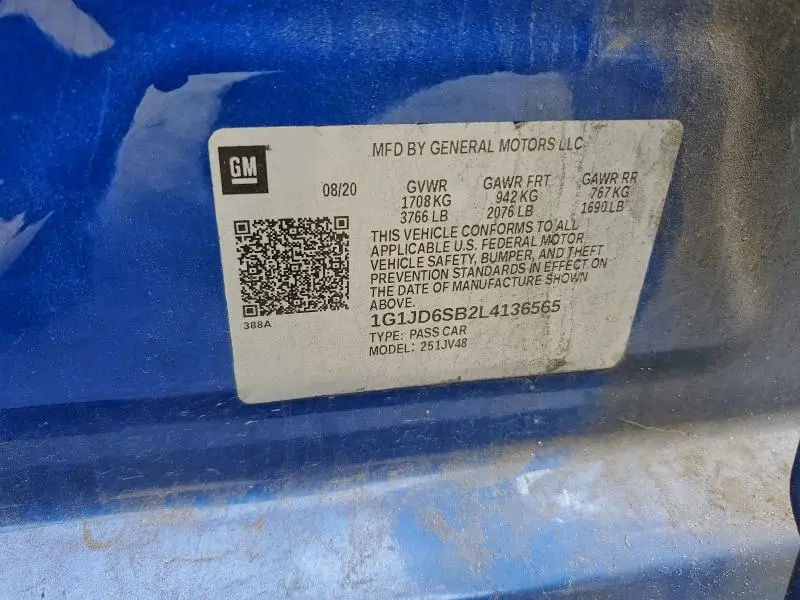 GM
MFD BY GENERAL MOTORS LLC
08/20
GVWR GAWR FRT GAWR RR
1708 KG 942 KG 767 KG
3766 LB 2076 LB 1690 LB
THIS VEHICLE CONFORMS TO ALL
APPLICABLE U.S. FEDERAL MOTOR
VEHICLE SAFETY, BUMPER, AND THEFT
PREVENTION STANDARDS IN EFFECT ON
THE DATE OF MANUFACTURE SHOWN
ABOVE.
1G1JD6SB2L4136565
TYPE: PASS CAR
MODEL: 251JV48
388A